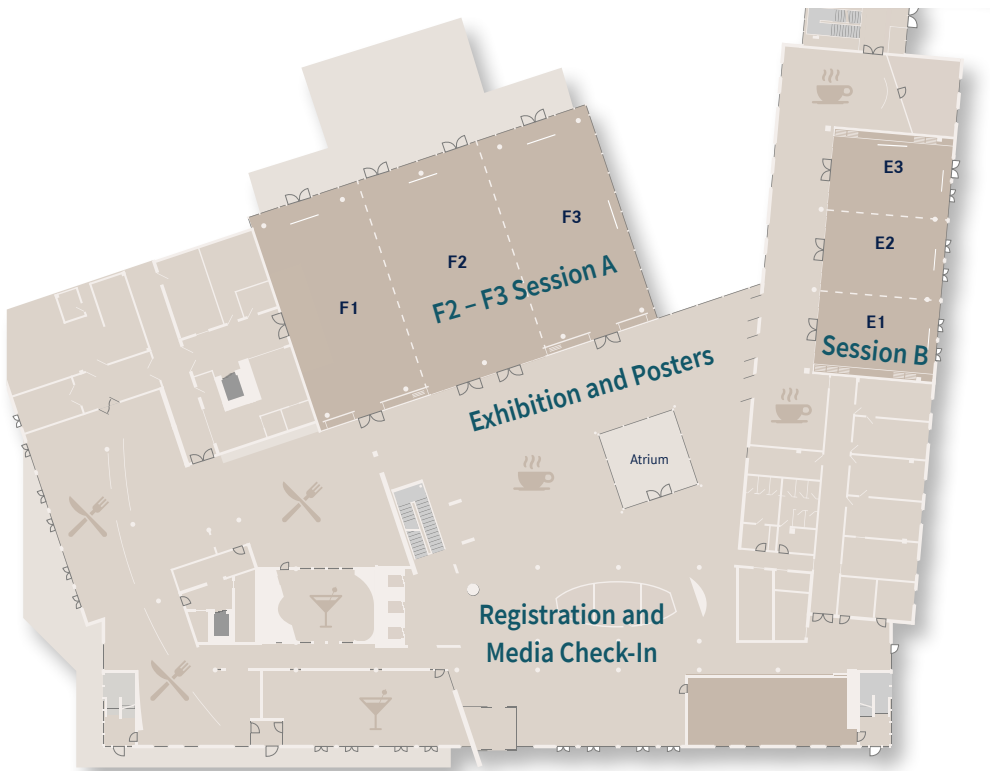 E3
F3
E2
F2
F2 – F3 Session A
F1
E1
Session B
Exhibition and Posters
Atrium
Registration and
Media Check-In